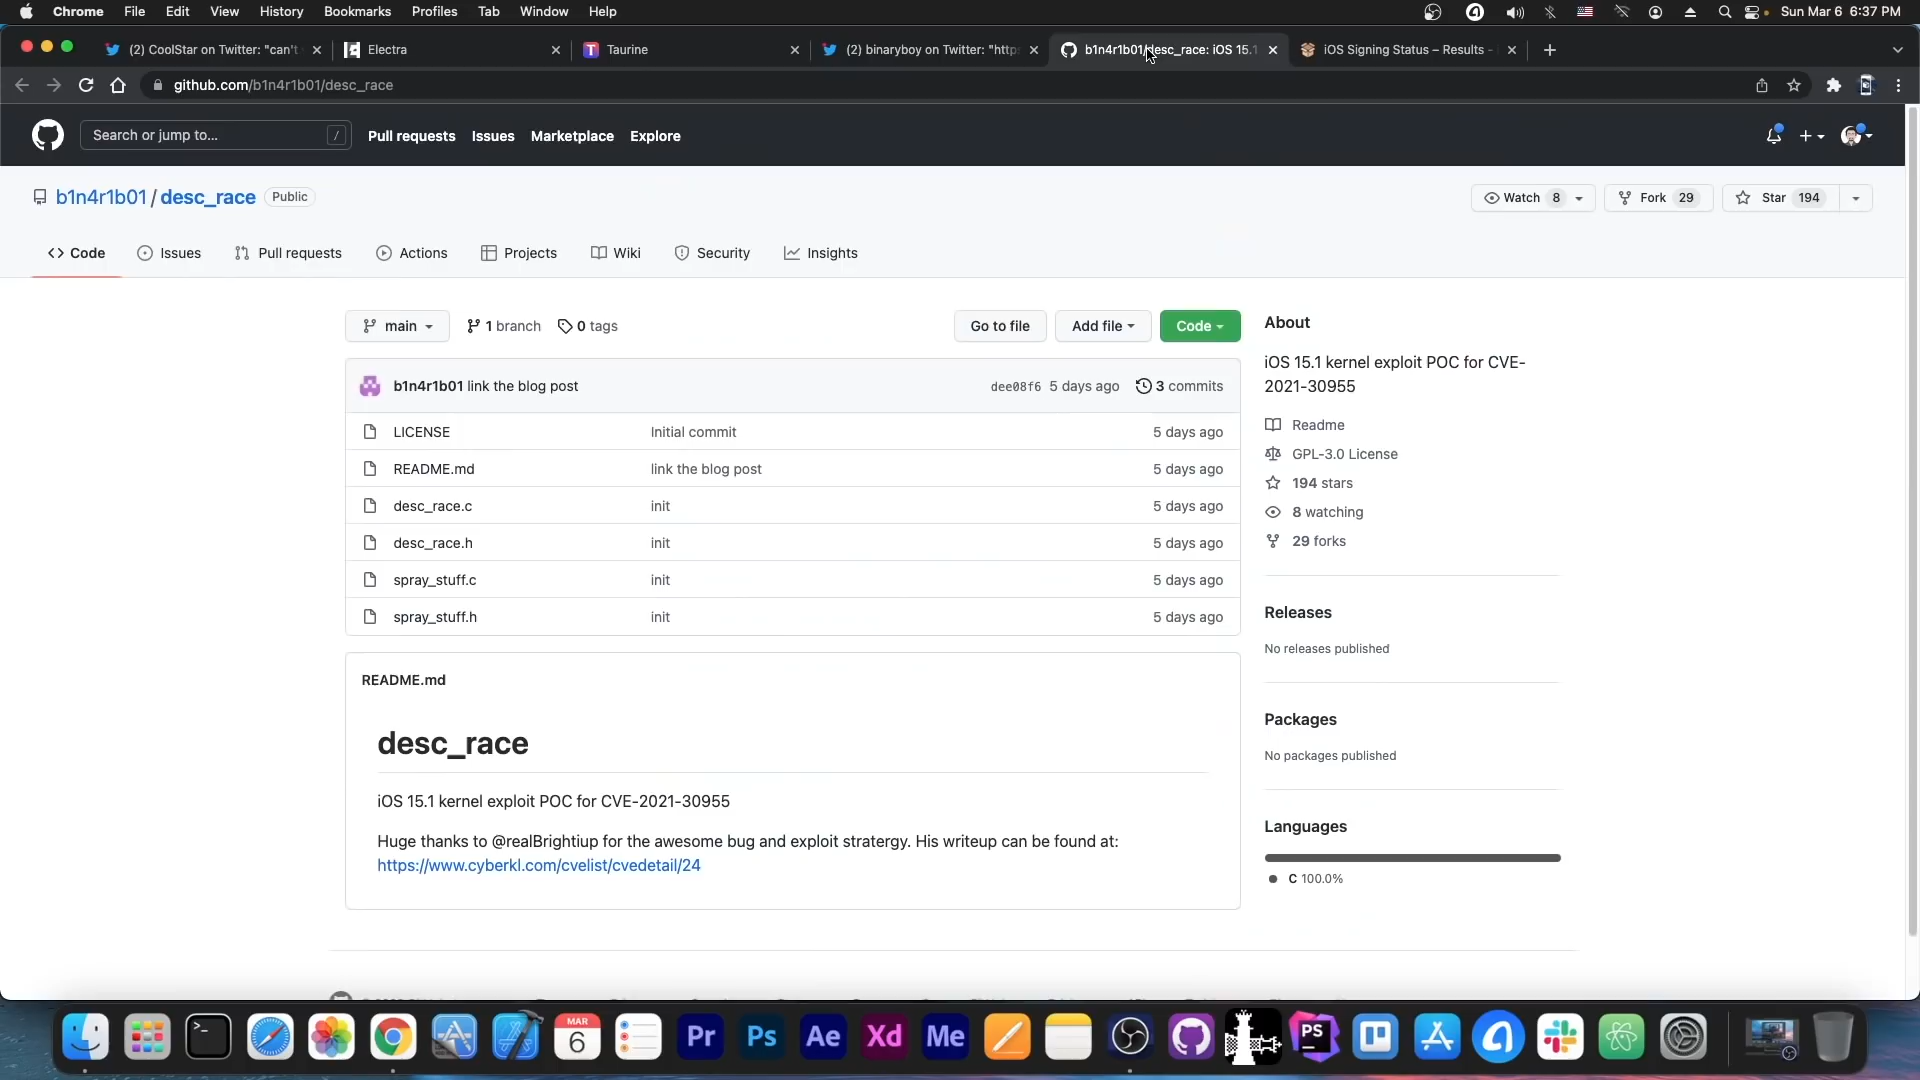 Chrome File Edit View History Bookmarks Profiles Tab Window Help Sun Mar 6 6:37 PM
(2) CoolStar on Twitter: "can't Electra Taurine (2) binaryboy on Twitter: "https b1n4r1b01/desc_race: iOS 15.1 iOS Signing Status – Results -
github.com/b1n4r1b01/desc_race
Search or jump to... / Pull requests Issues Marketplace Explore
b1n4r1b01 / desc_race Public Watch 8 Fork 29 Star 194
Code Issues Pull requests Actions Projects Wiki Security Insights
main 1 branch 0 tags Go to file Add file Code
About
iOS 15.1 kernel exploit POC for CVE-
2021-30955
b1n4r1b01 link the blog post dee08f6 5 days ago 3 commits
LICENSE Initial commit 5 days ago
README.md link the blog post 5 days ago
desc_race.c init 5 days ago
desc_race.h init 5 days ago
spray_stuff.c init 5 days ago
spray_stuff.h init 5 days ago
Readme
GPL-3.0 License
194 stars
8 watching
29 forks
Releases
No releases published
Packages
No packages published
Languages
C 100.0%
README.md
desc_race
iOS 15.1 kernel exploit POC for CVE-2021-30955
Huge thanks to @realBrightiup for the awesome bug and exploit stratergy. His writeup can be found at:
https://www.cyberkl.com/cvelist/cvedetail/24
MAR
6 Pr Ps Ae Xd Me PS